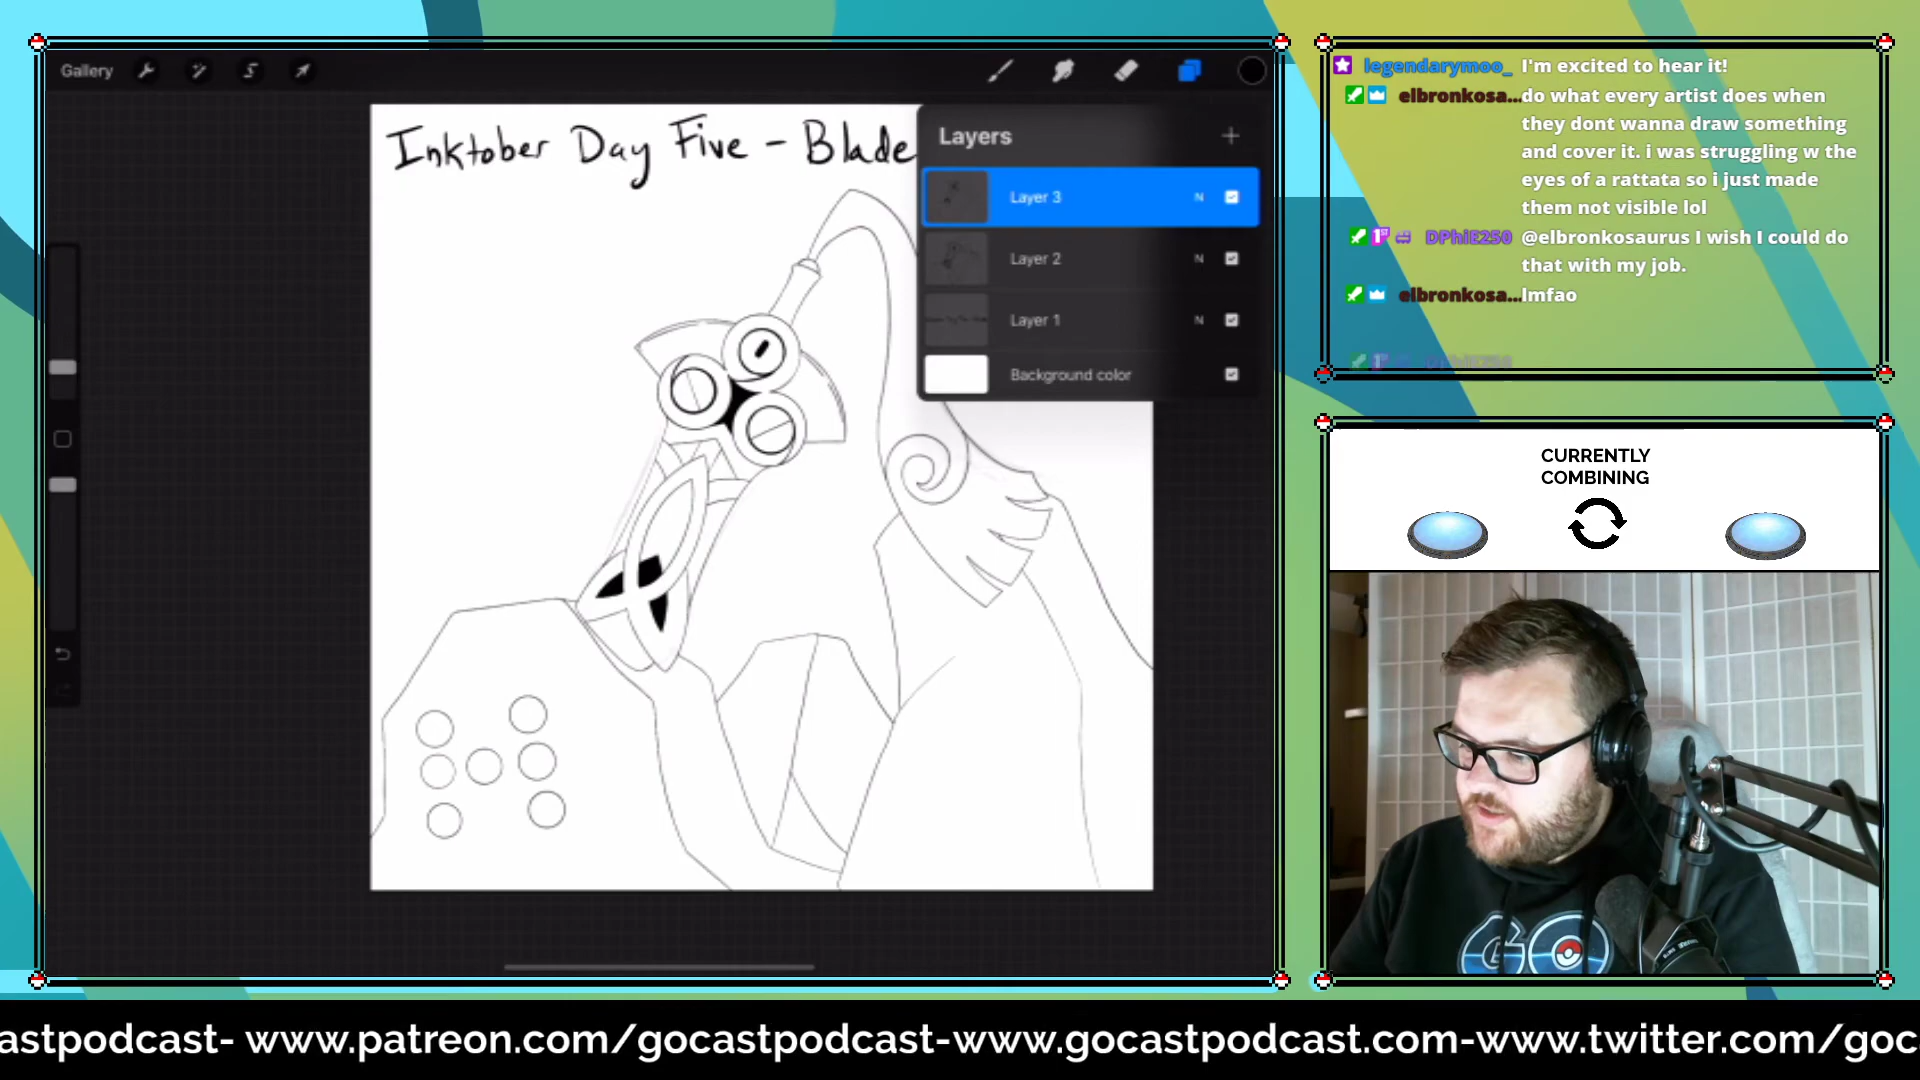 Gallery
Inktober Day Five - Blade
Layers
Layer 3 N
Layer 2 N
Layer 1 N
Background color
legendarymoo_ I'm excited to hear it!
elbronkosa... do what every artist does when
they dont wanna draw something
and cover it. i was struggling w the
eyes of a rattata so i just made
them not visible lol
1ST DPhiE250 @elbronkosaurus I wish I could do
that with my job.
elbronkosa... lmfao
DPhiE250
CURRENTLY
COMBINING
GO
astpodcast- www.patreon.com/gocastpodcast-www.gocastpodcast.com-www.twitter.com/goc